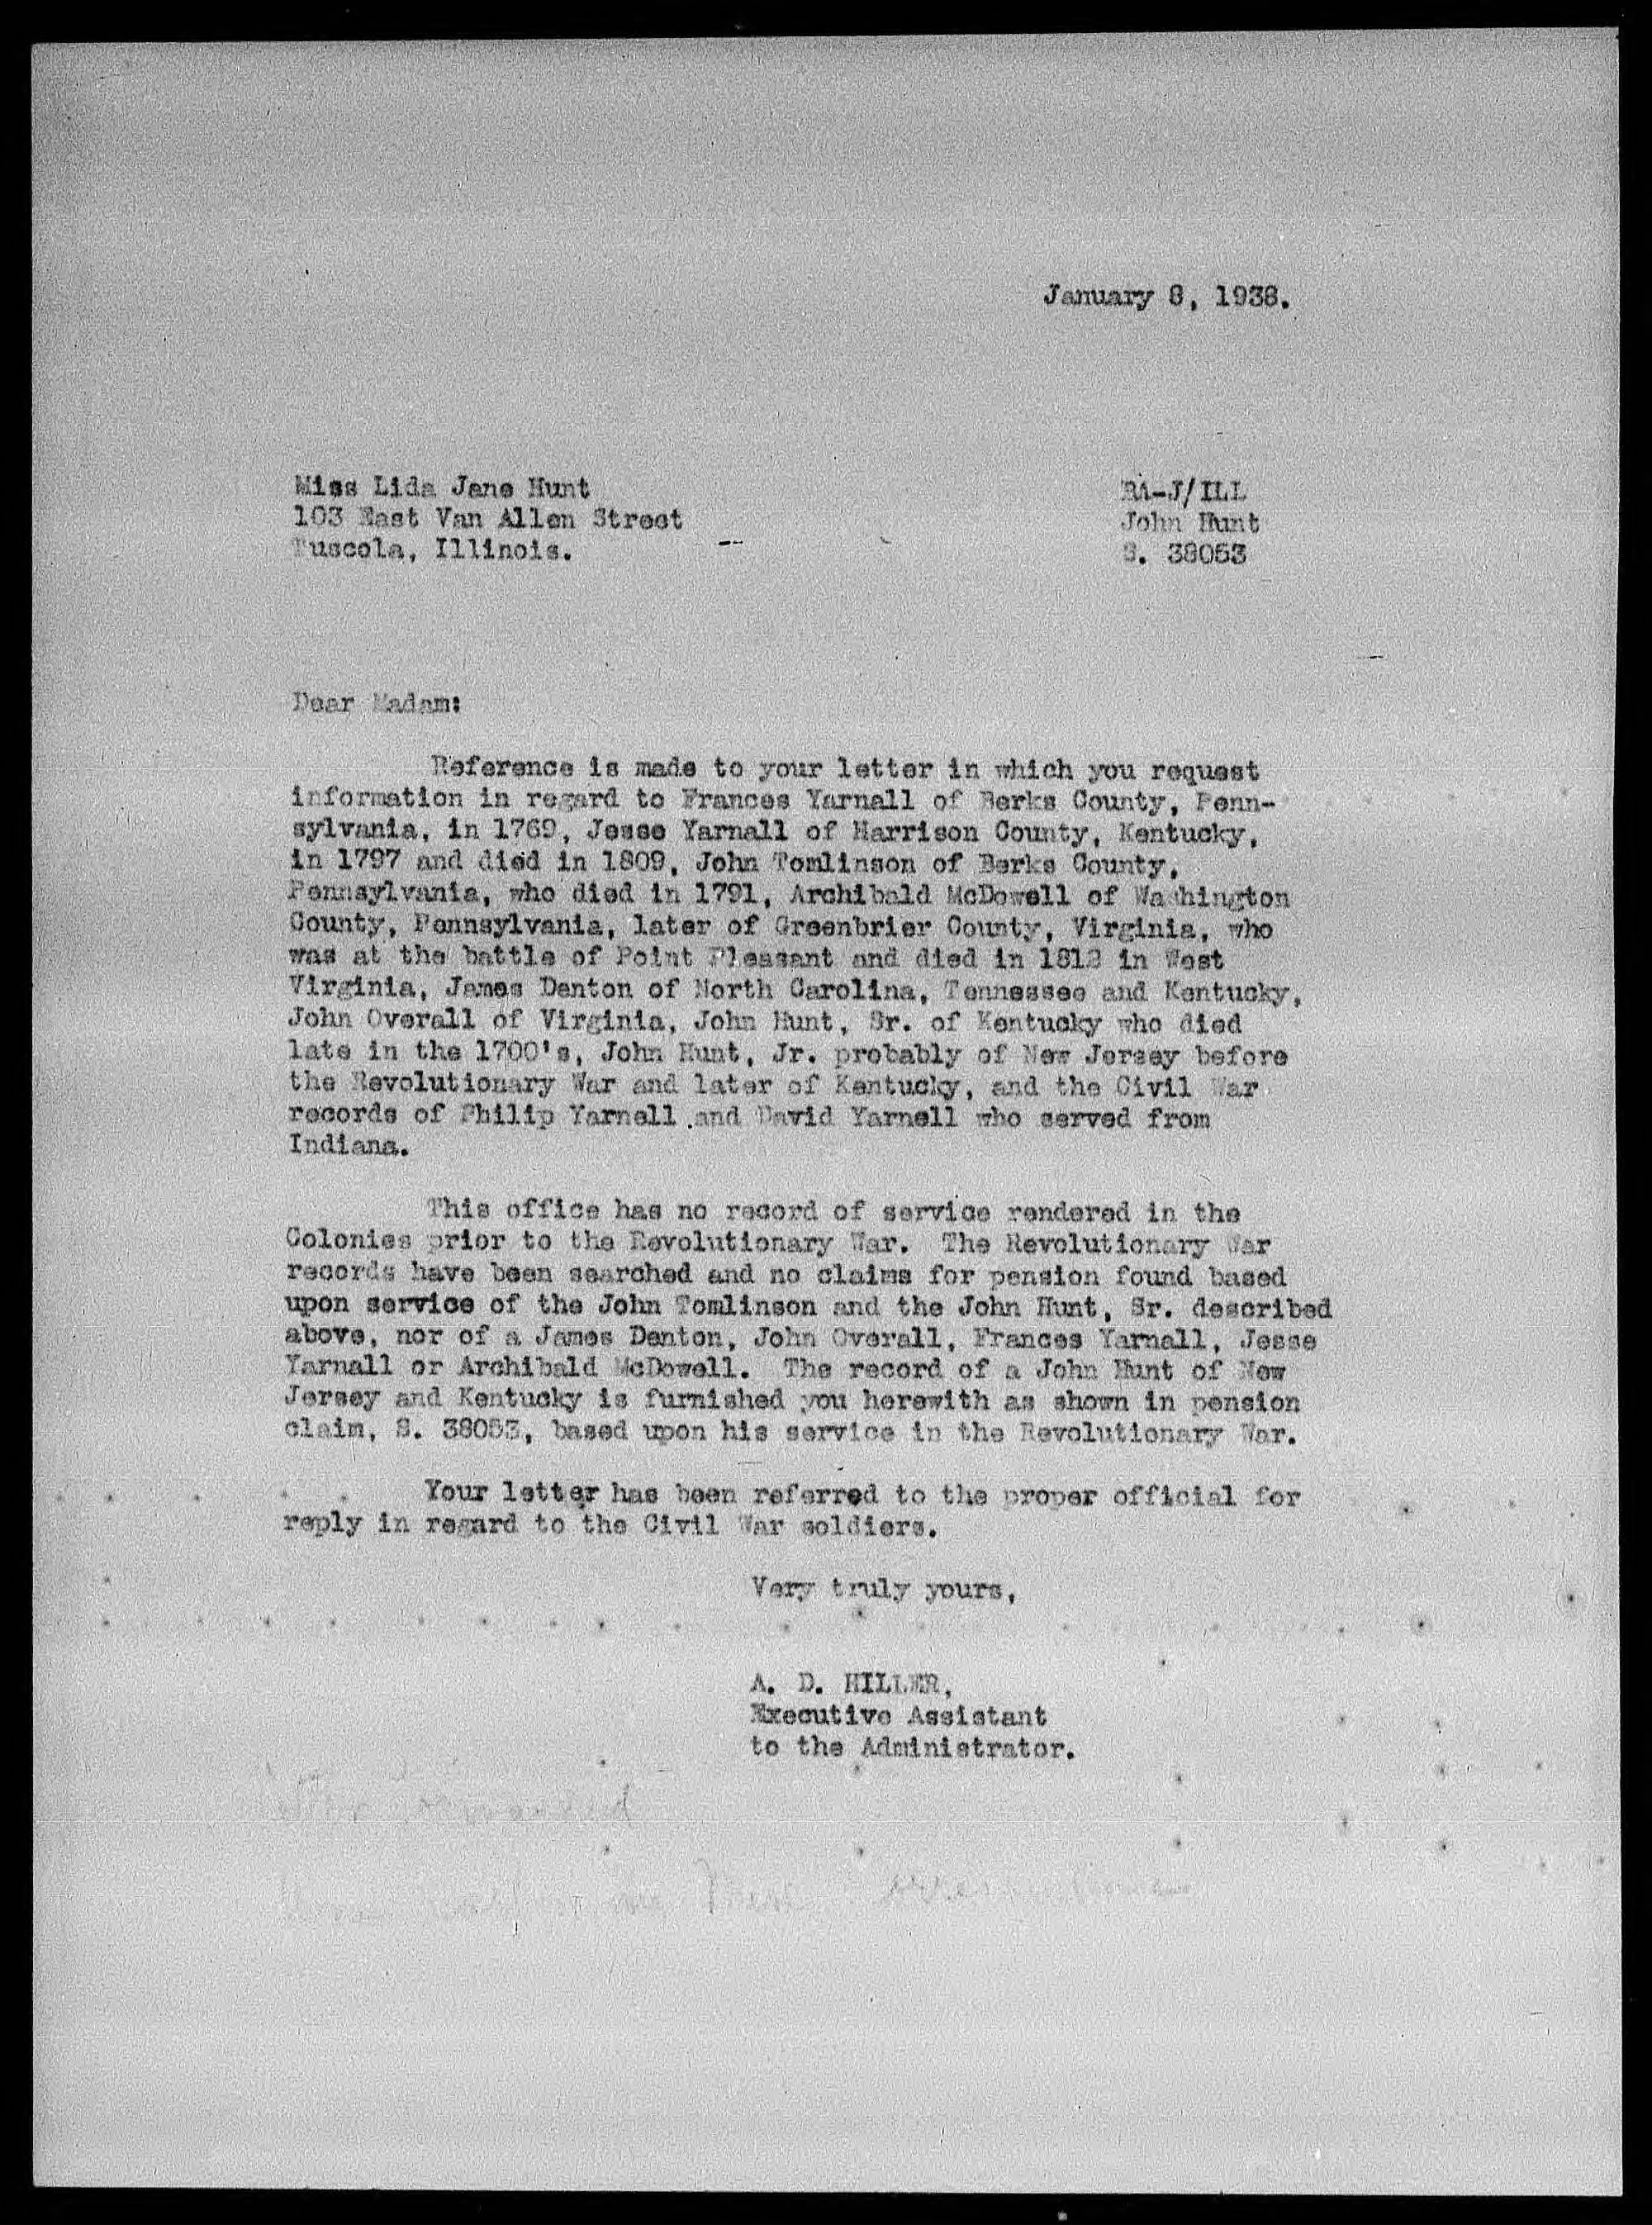 January 8, 1938.
Miss Lida Jane Hunt
103 East Van Allen Street
Tuscola, Illinois.
BA-J/ILL
John Hunt
S. 38053
Dear Madam:
Reference is made to your letter in which you request
information in regard to Frances Yarnall of Berks County, Penn-
sylvania, in 1769, Jesse Yarnall of Harrison County, Kentucky,
in 1797 and died in 1809, John Tomlinson of Berks County,
Pennsylvania, who died in 1791, Archibald McDowell of Washington
County, Pennsylvania, later of Greenbrier County, Virginia, who
was at the battle of Point Pleasant and died in 1812 in West
Virginia, James Denton of North Carolina, Tennessee and Kentucky,
John Overall of Virginia, John Hunt, Sr. of Kentucky who died
late in the 1700's, John Hunt, Jr. probably of New Jersey before
the Revolutionary War and later of Kentucky, and the Civil War
records of Philip Yarnell and David Yarnell who served from
Indiana.
This office has no record of service rendered in the
Colonies prior to the Revolutionary War. The Revolutionary War
records have been searched and no claims for pension found based
upon service of the John Tomlinson and the John Hunt, Sr. described
above, nor of a James Denton, John Overall, Frances Yarnall, Jesse
Yarnall or Archibald McDowell. The record of a John Hunt of New
Jersey and Kentucky is furnished you herewith as shown in pension
claim, S. 38053, based upon his service in the Revolutionary War.
Your letter has been referred to the proper official for
reply in regard to the Civil War soldiers.
Very truly yours,
A. D. HILLER,
Executive Assistant
to the Administrator.